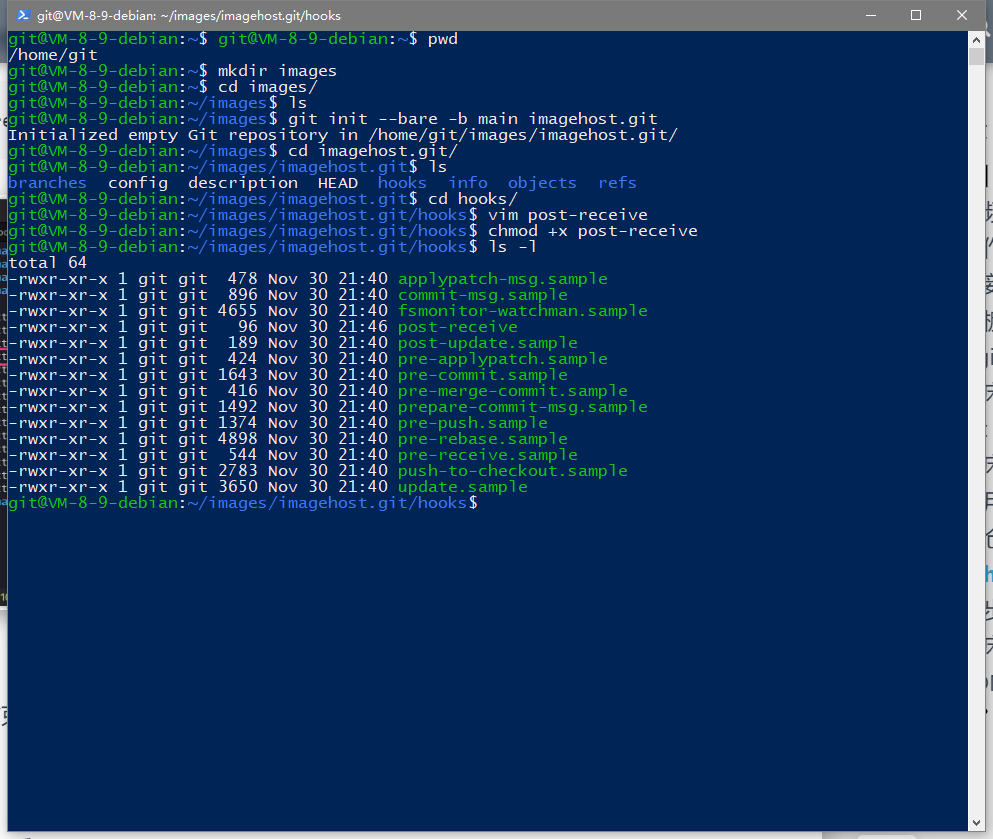 git@VM-8-9-debian: ~/images/imagehost.git/hooks
git@VM-8-9-debian:~$ git@VM-8-9-debian:~$ pwd
/home/git
git@VM-8-9-debian:~$ mkdir images
git@VM-8-9-debian:~$ cd images/
git@VM-8-9-debian:~/images$ ls
git@VM-8-9-debian:~/images$ git init --bare -b main imagehost.git
Initialized empty Git repository in /home/git/images/imagehost.git/
git@VM-8-9-debian:~/images$ cd imagehost.git/
git@VM-8-9-debian:~/images/imagehost.git$ ls
branches  config  description  HEAD  hooks  info  objects  refs
git@VM-8-9-debian:~/images/imagehost.git$ cd hooks/
git@VM-8-9-debian:~/images/imagehost.git/hooks$ vim post-receive
git@VM-8-9-debian:~/images/imagehost.git/hooks$ chmod +x post-receive
git@VM-8-9-debian:~/images/imagehost.git/hooks$ ls -l
total 64
-rwxr-xr-x 1 git git  478 Nov 30 21:40 applypatch-msg.sample
-rwxr-xr-x 1 git git  896 Nov 30 21:40 commit-msg.sample
-rwxr-xr-x 1 git git 4655 Nov 30 21:40 fsmonitor-watchman.sample
-rwxr-xr-x 1 git git   96 Nov 30 21:46 post-receive
-rwxr-xr-x 1 git git  189 Nov 30 21:40 post-update.sample
-rwxr-xr-x 1 git git  424 Nov 30 21:40 pre-applypatch.sample
-rwxr-xr-x 1 git git 1643 Nov 30 21:40 pre-commit.sample
-rwxr-xr-x 1 git git  416 Nov 30 21:40 pre-merge-commit.sample
-rwxr-xr-x 1 git git 1492 Nov 30 21:40 prepare-commit-msg.sample
-rwxr-xr-x 1 git git 1374 Nov 30 21:40 pre-push.sample
-rwxr-xr-x 1 git git 4898 Nov 30 21:40 pre-rebase.sample
-rwxr-xr-x 1 git git  544 Nov 30 21:40 pre-receive.sample
-rwxr-xr-x 1 git git 2783 Nov 30 21:40 push-to-checkout.sample
-rwxr-xr-x 1 git git 3650 Nov 30 21:40 update.sample
git@VM-8-9-debian:~/images/imagehost.git/hooks$